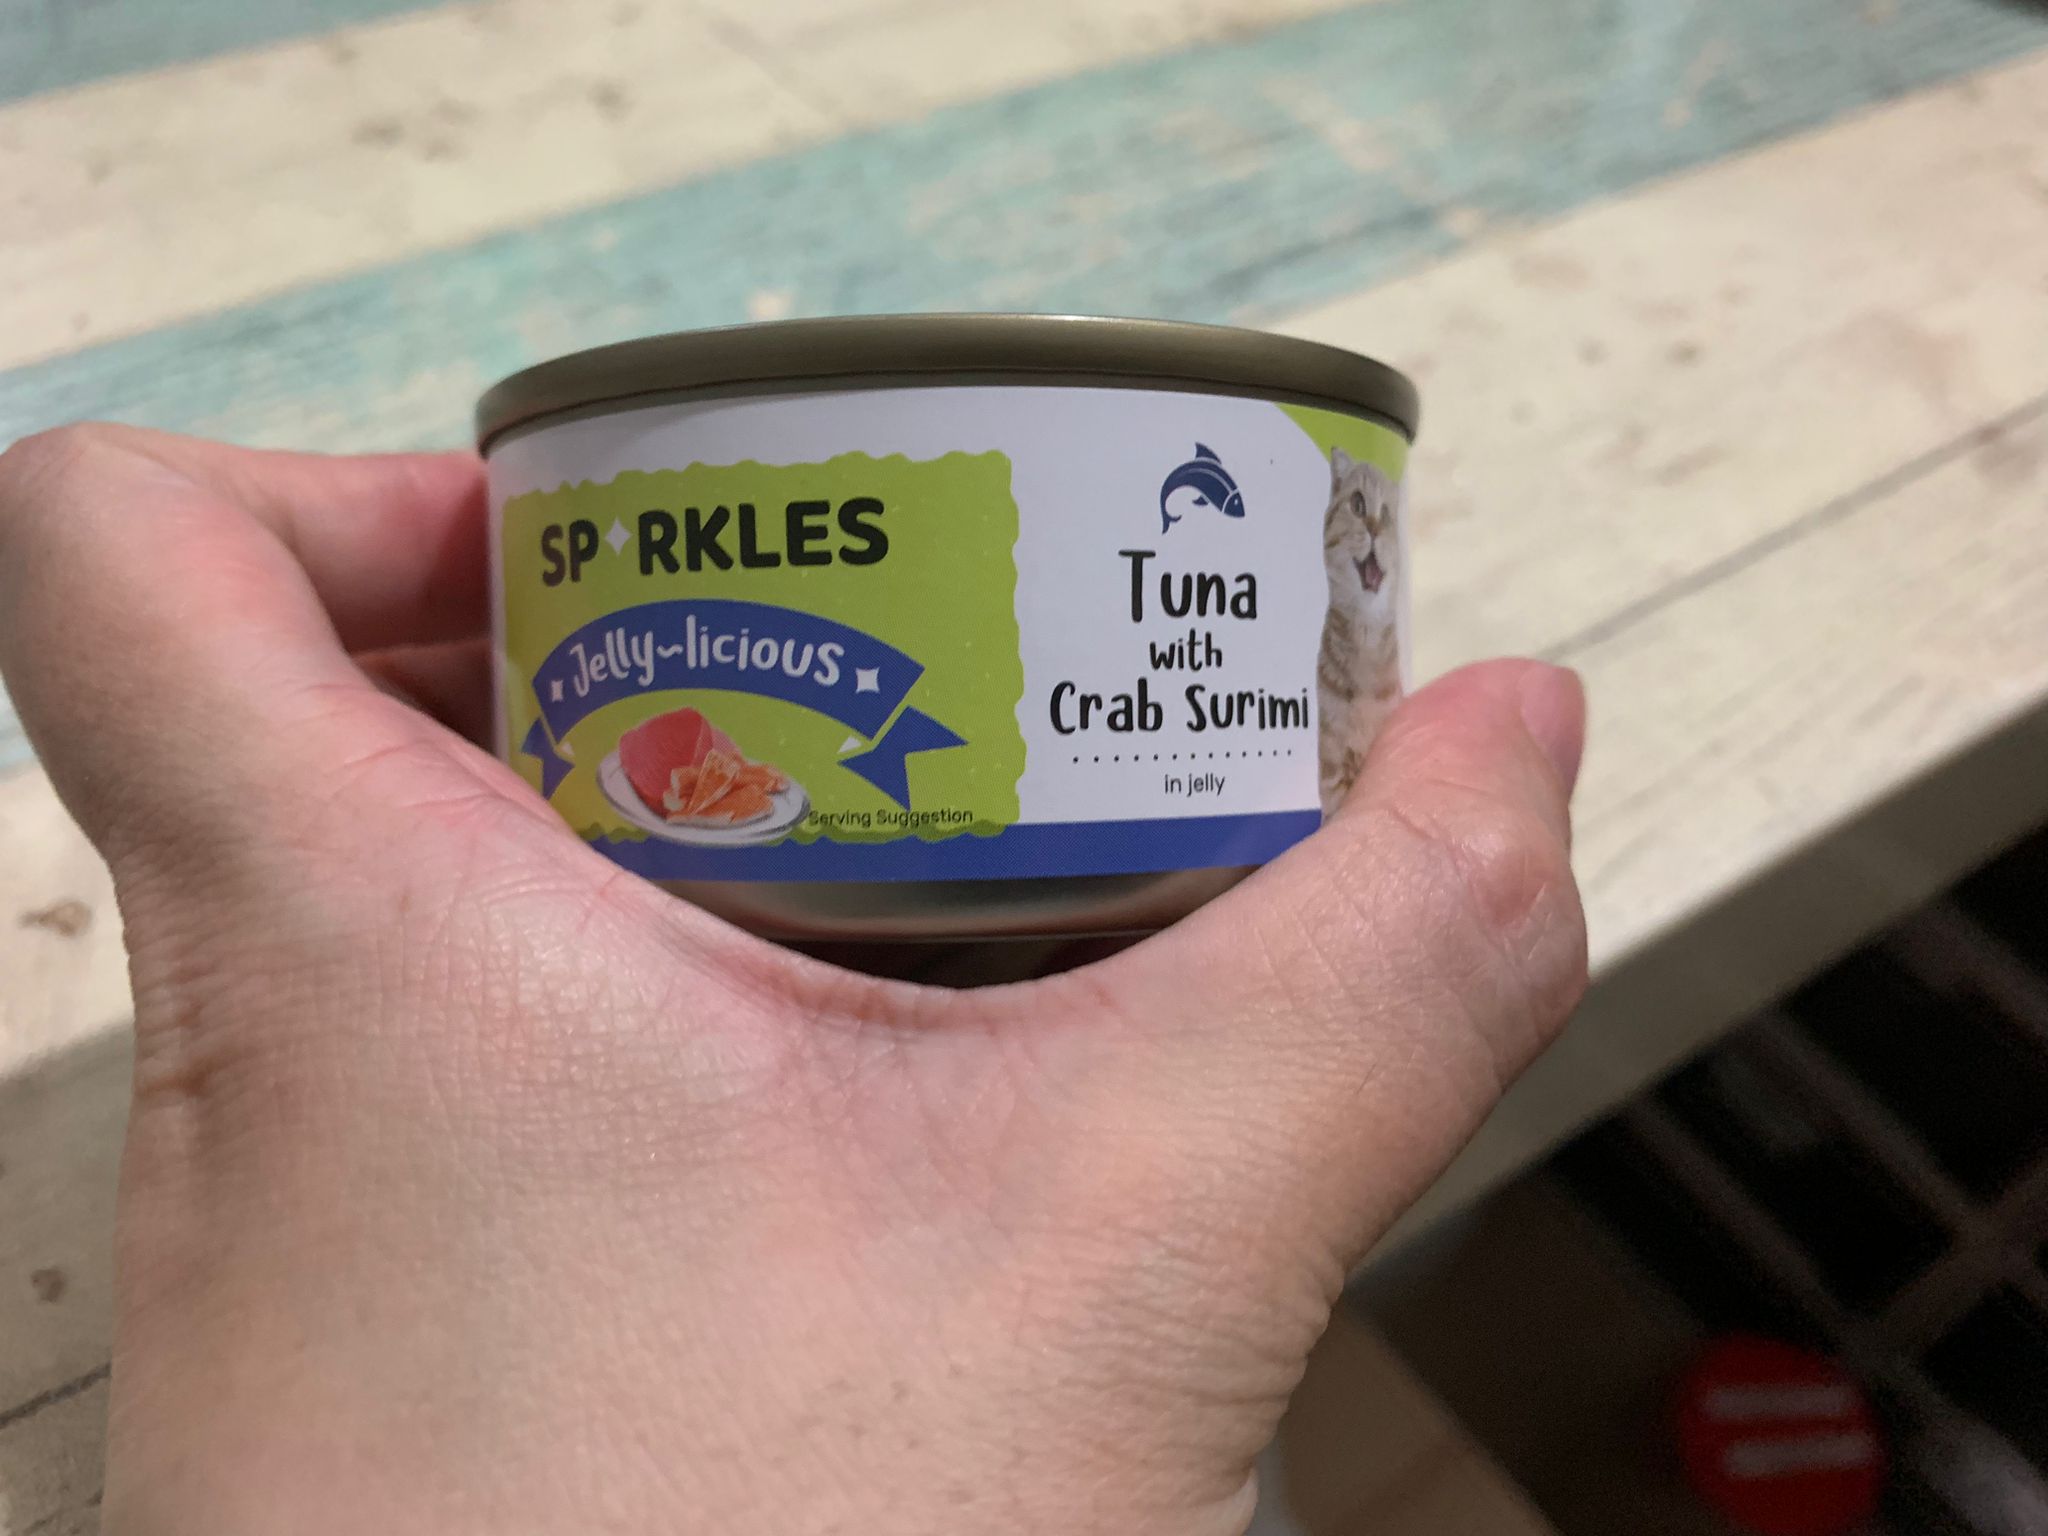 SP✦RKLES
Jelly~licious
Serving Suggestion
Tuna
with
Crab Surimi
in jelly